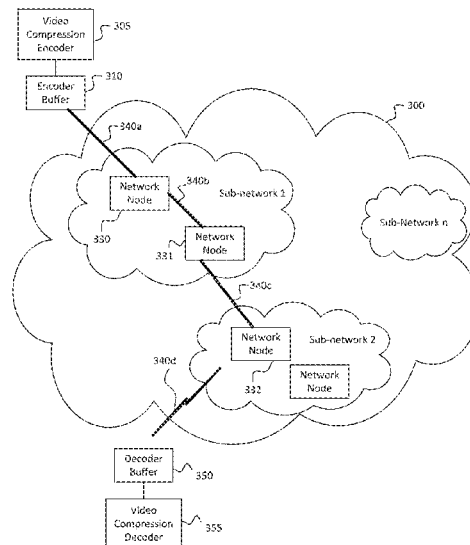 Video
Compression
Encoder
305
Encoder
Buffer
310
300
340a
340b
Network
Node
Sub-network 1
330
Network
Node
331
Sub-Network n
340c
Network
Node
Sub-network 2
340d
332
Network
Node
Decoder
Buffer
350
Video
Compression
Decoder
355